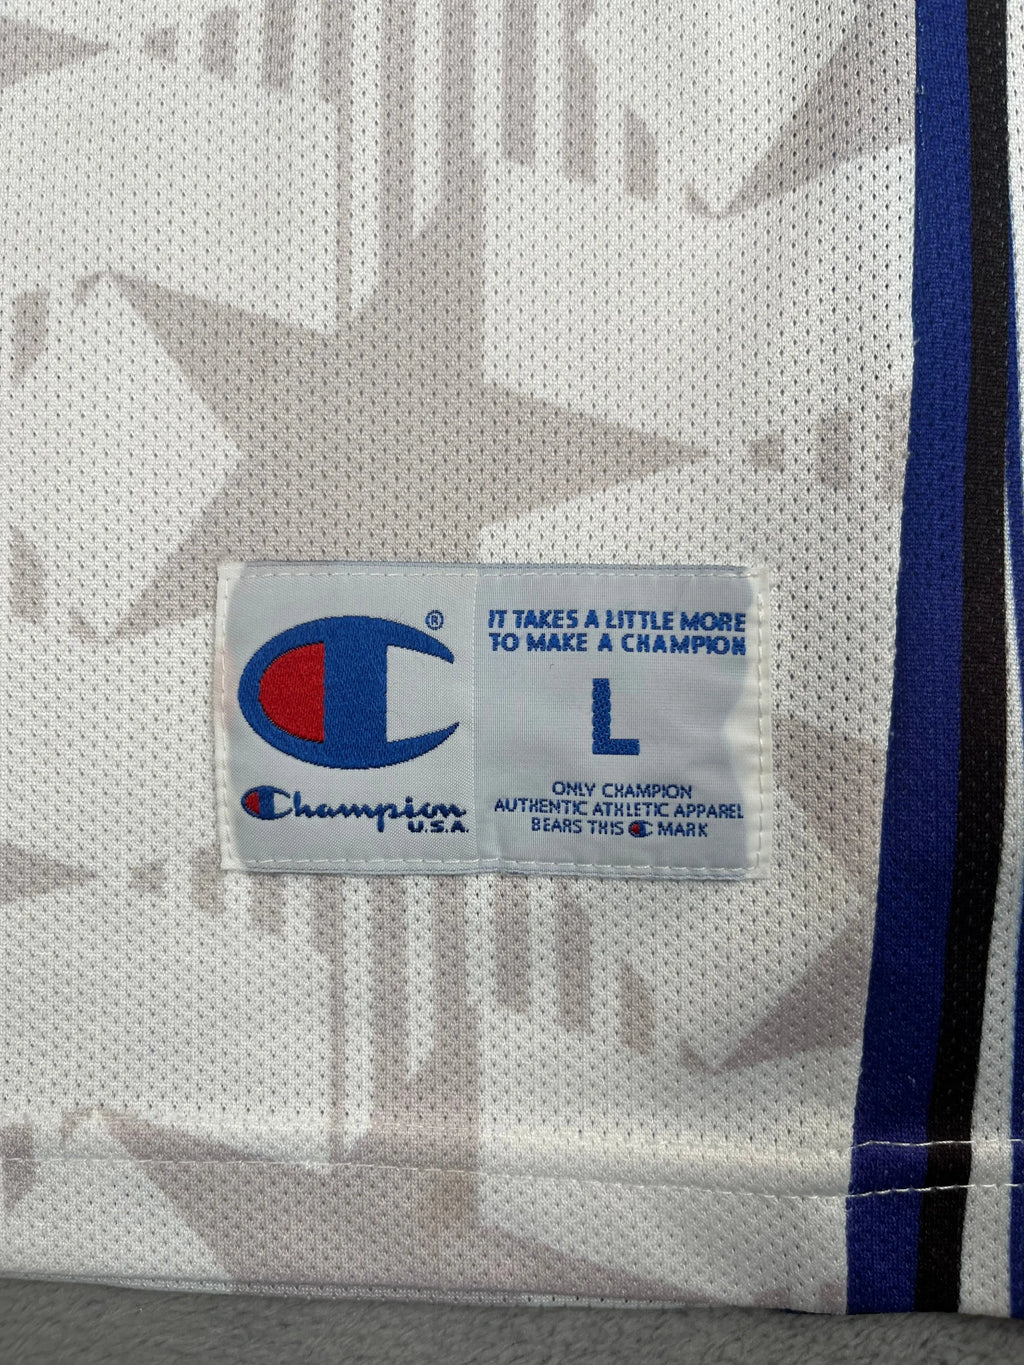 ®
Champion
U.S.A.
IT TAKES A LITTLE MORE
TO MAKE A CHAMPION
L
ONLY CHAMPION
AUTHENTIC ATHLETIC APPAREL
BEARS THIS C MARK